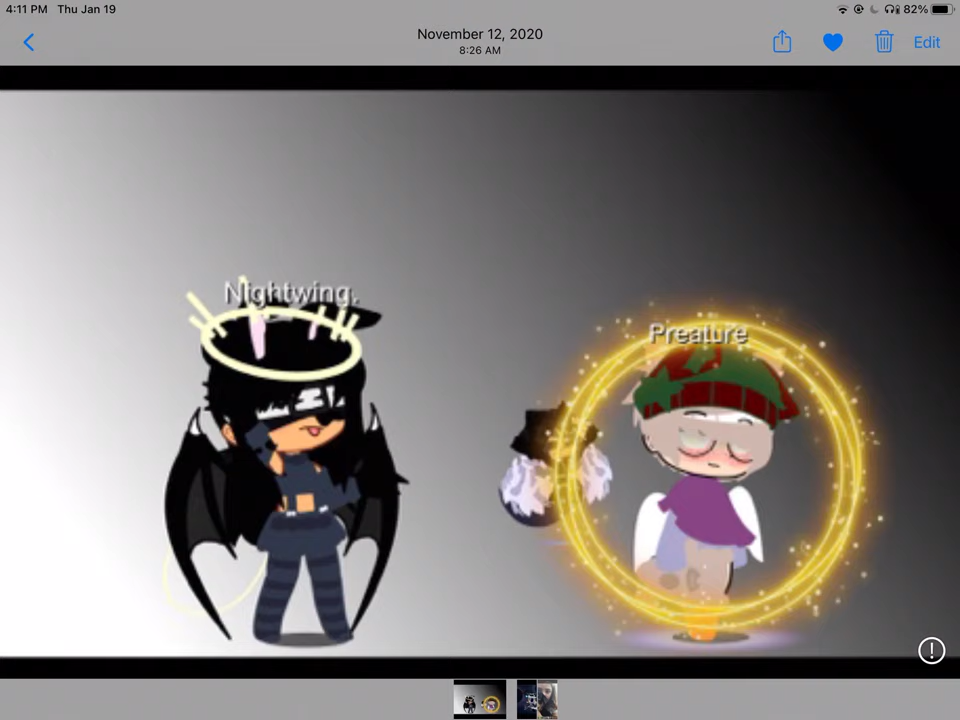 4:11 PM Thu Jan 19
82%
November 12, 2020
8:26 AM
Edit
Nightwing.
Preature